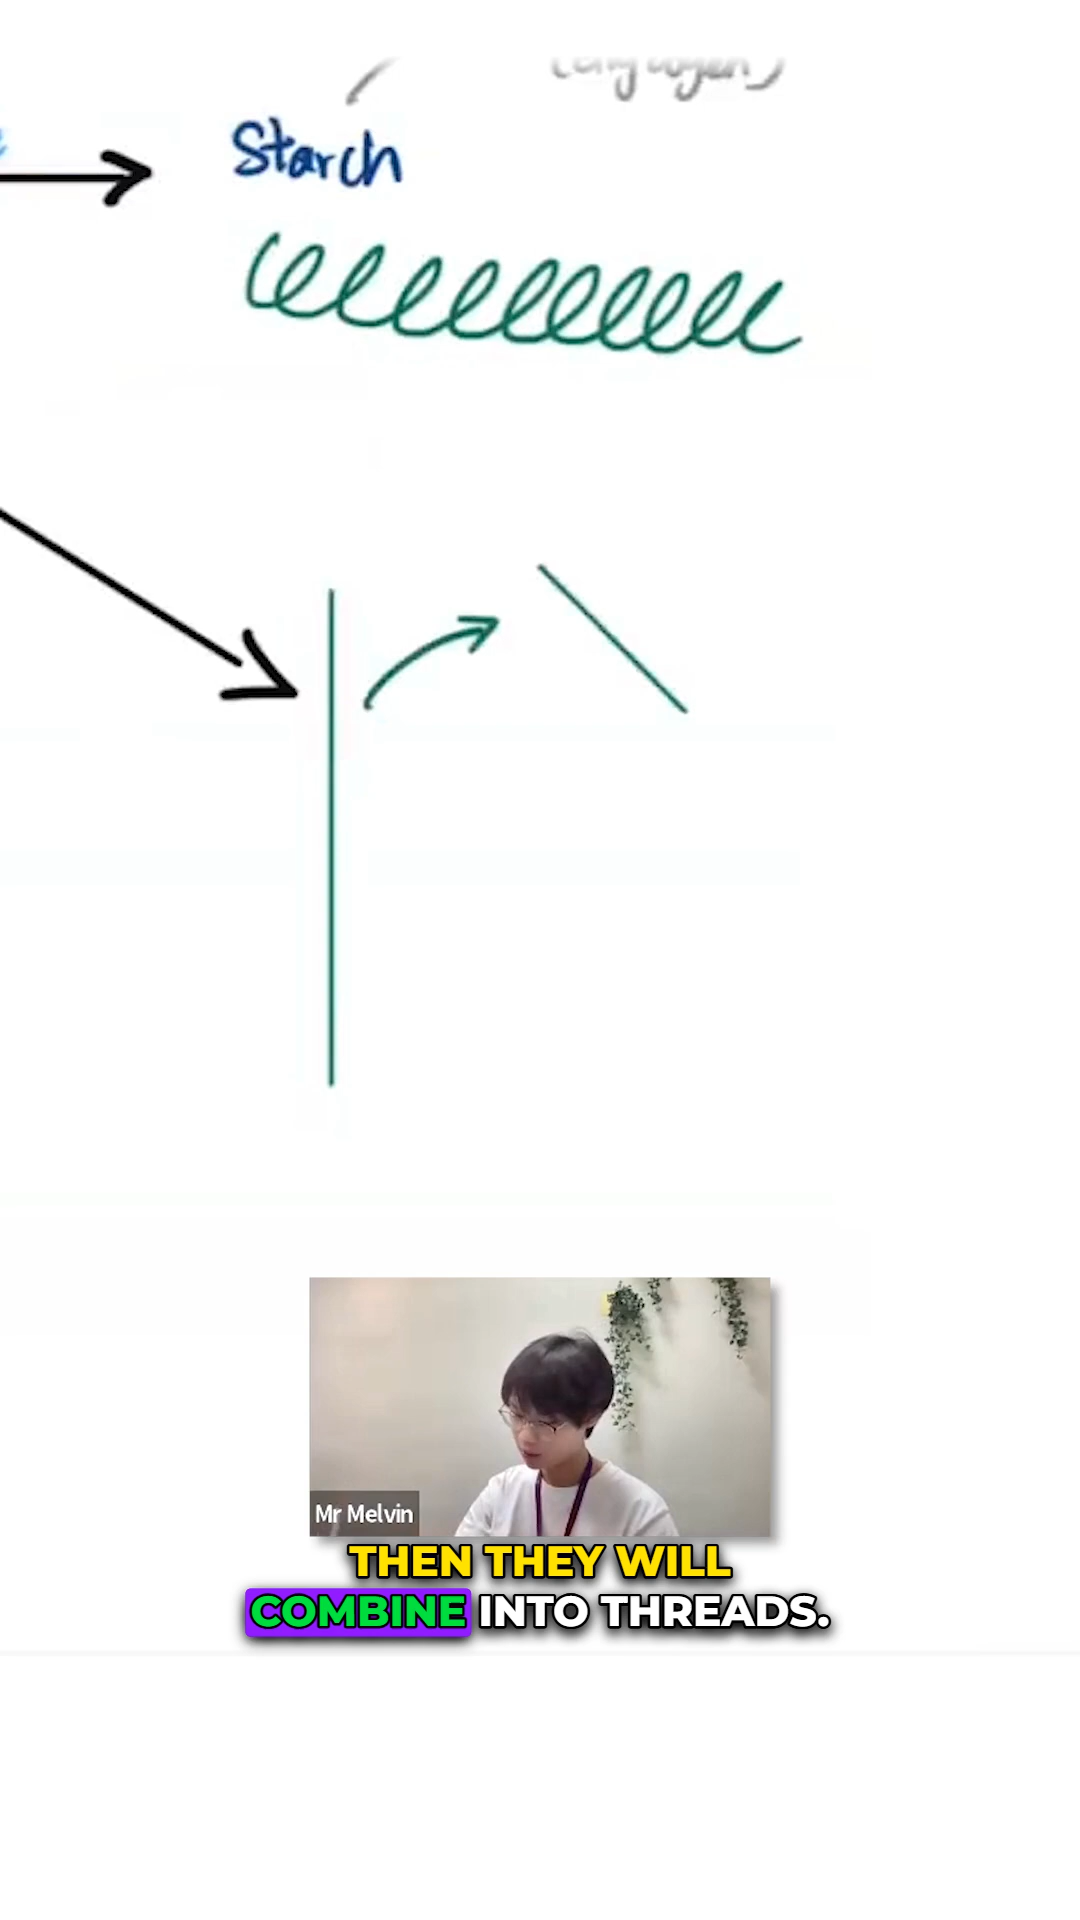 Starch
Mr Melvin
THEN THEY WILL
COMBINE INTO THREADS.